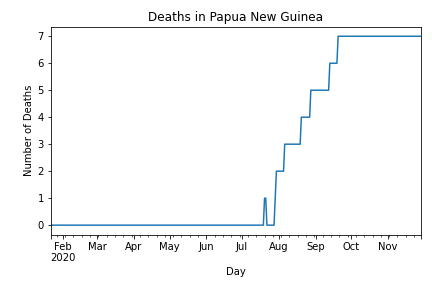 Deaths in Papua New Guinea
Number of Deaths
7
6
5
4
3
2
1
0
Feb Mar Apr May Jun Jul Aug Sep Oct Nov
2020
Day